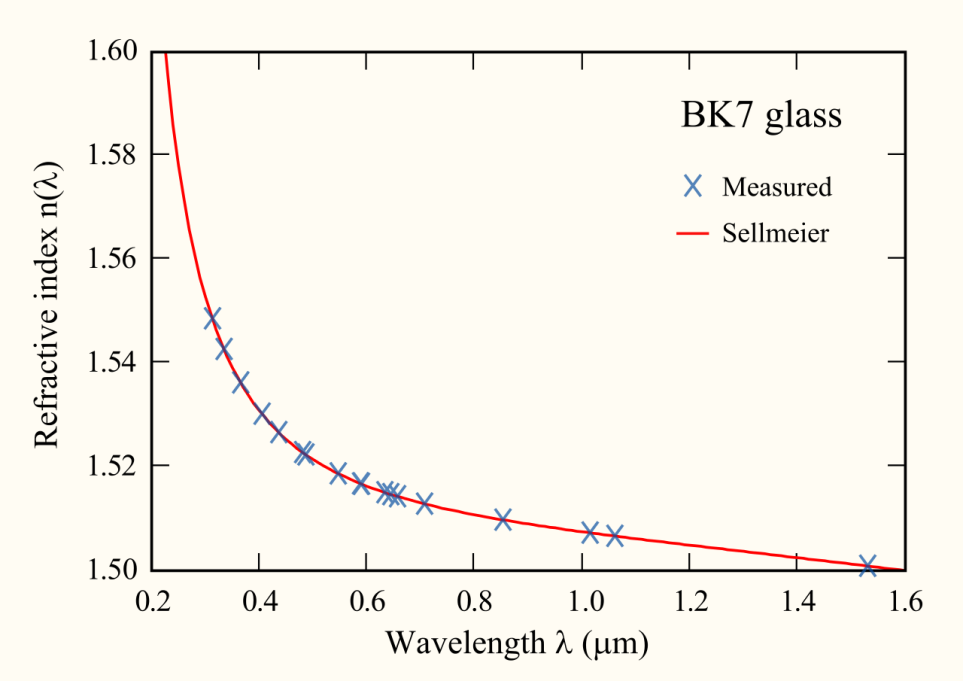 1.60
BK7 glass
1.58
Measured
Sellmeier
1.56
1.54
1.52
1.50
Refractive index n(λ)
0.2 0.4 0.6 0.8 1.0 1.2 1.4 1.6
Wavelength λ (μm)